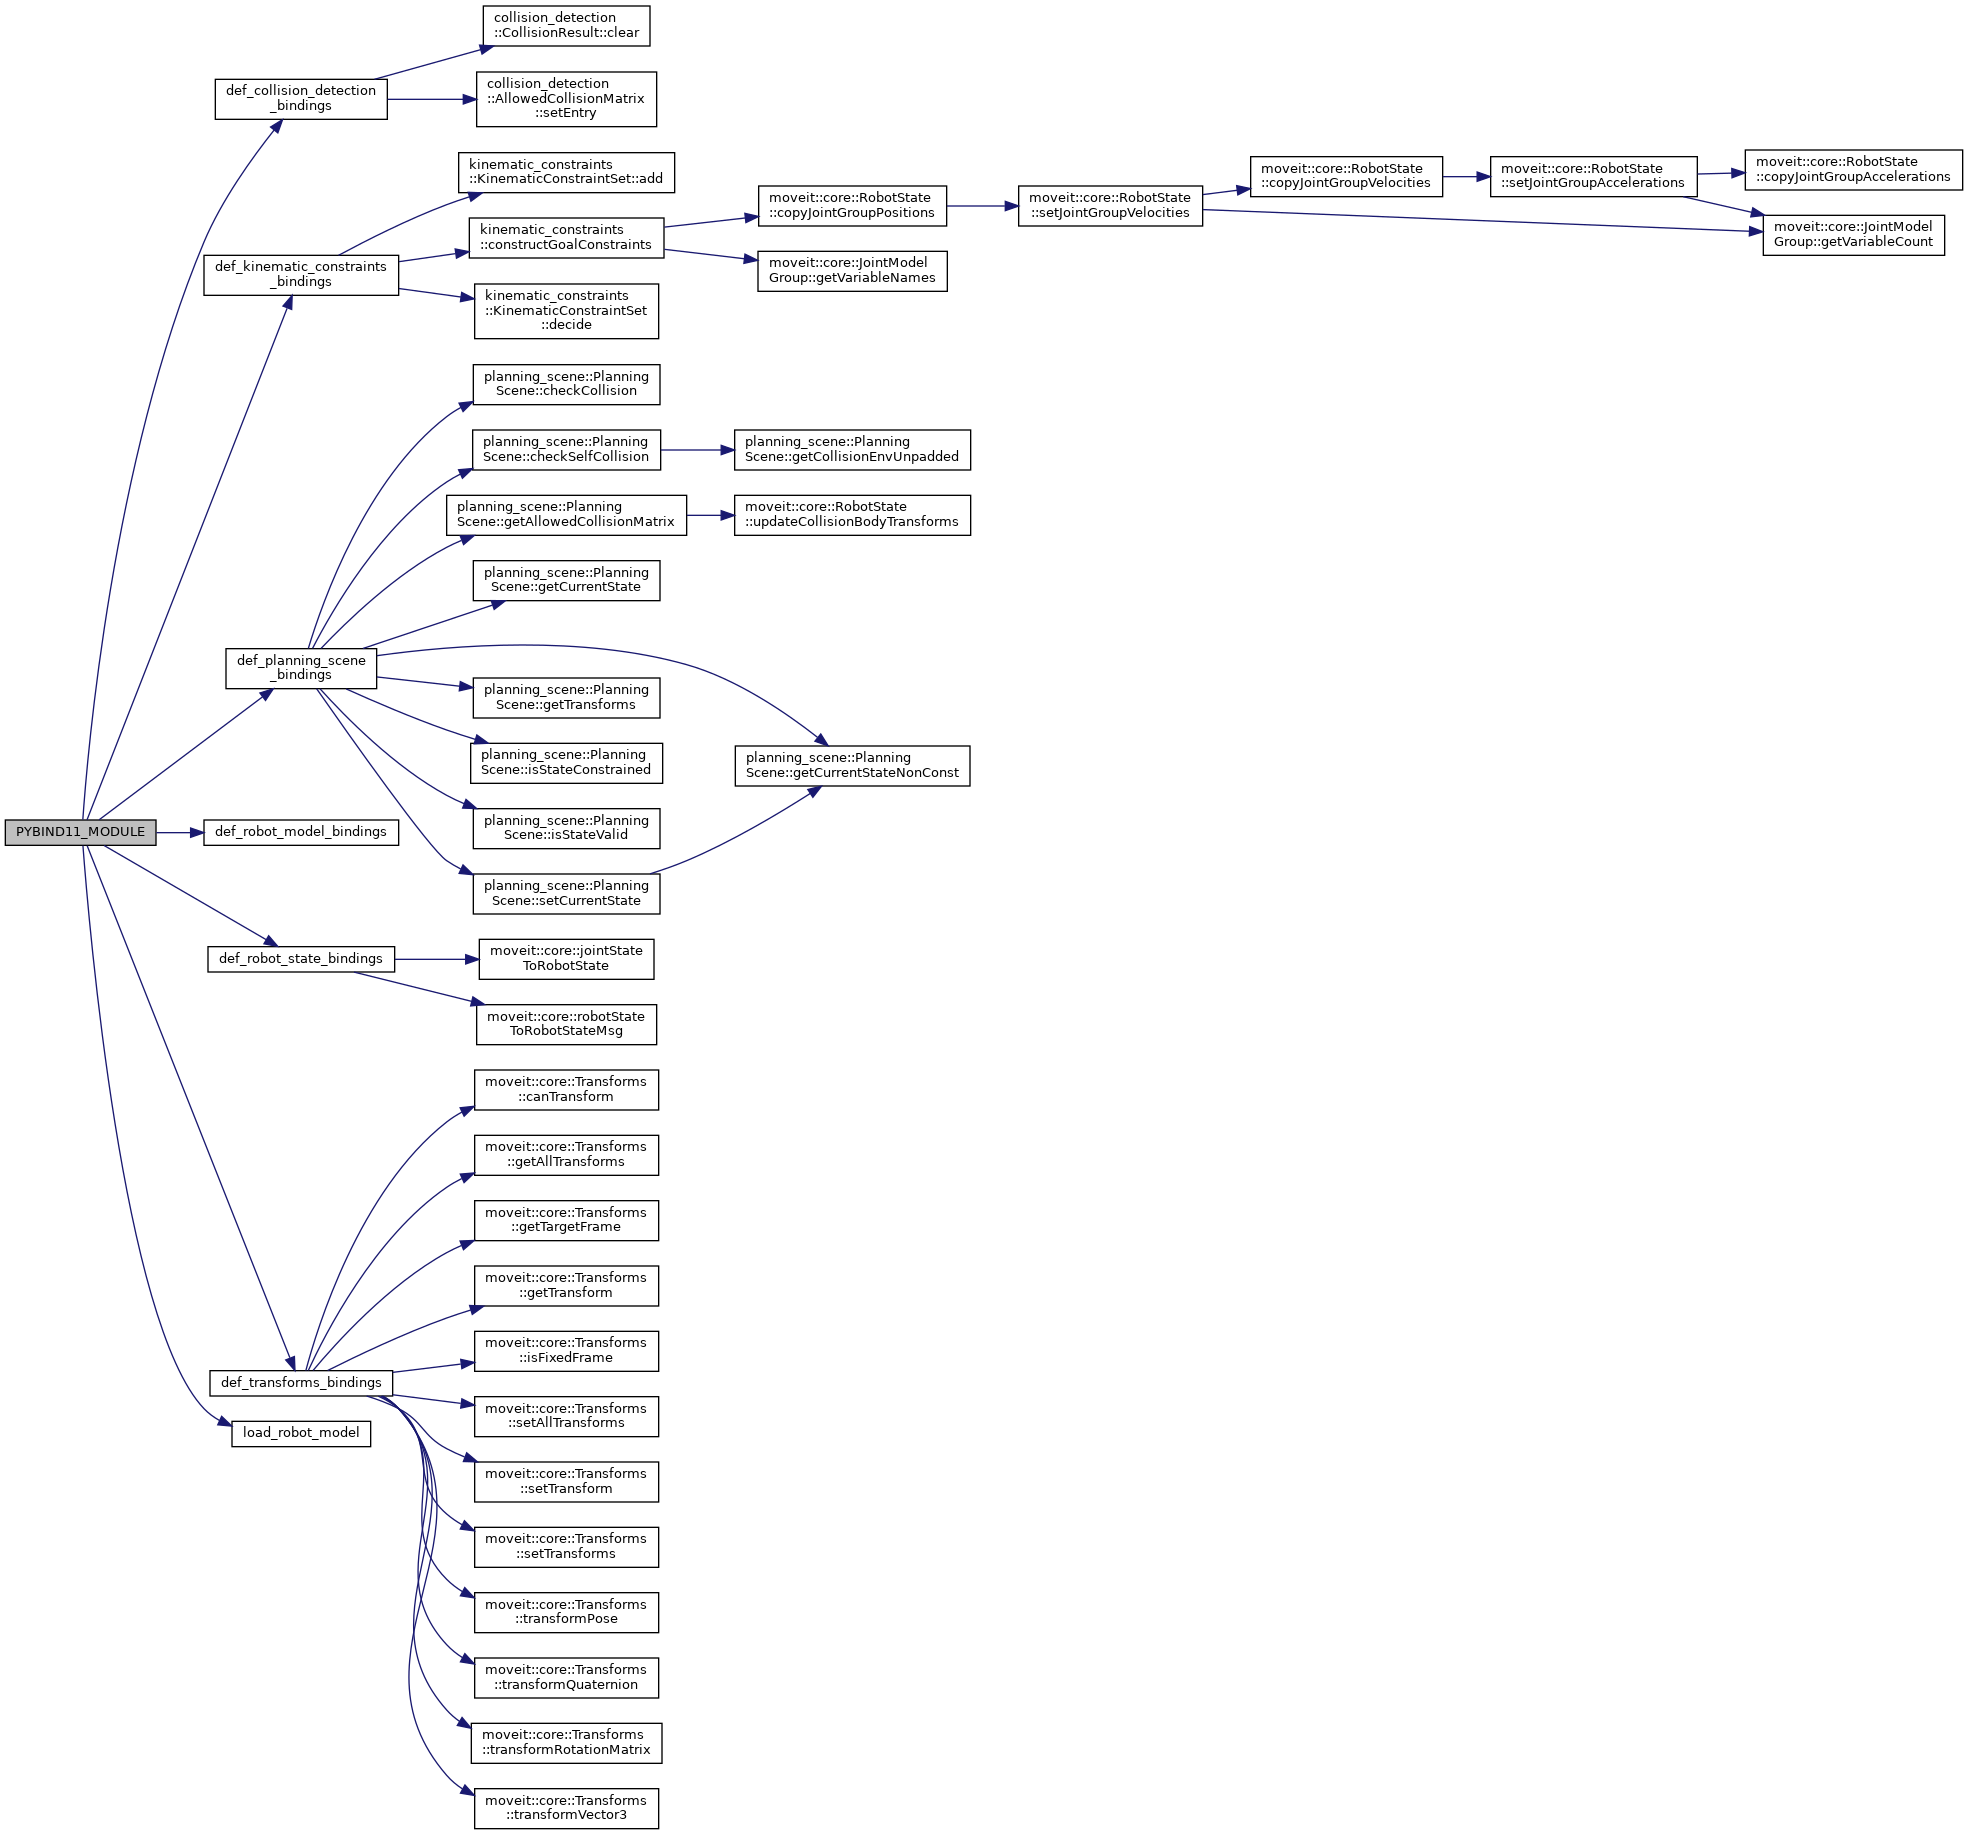 PYBIND11_MODULE
def_collision_detection
_bindings
collision_detection
::CollisionResult::clear
collision_detection
::AllowedCollisionMatrix
::setEntry
def_kinematic_constraints
_bindings
kinematic_constraints
::KinematicConstraintSet::add
kinematic_constraints
::constructGoalConstraints
moveit::core::RobotState
::copyJointGroupPositions
moveit::core::RobotState
::setJointGroupVelocities
moveit::core::RobotState
::copyJointGroupVelocities
moveit::core::RobotState
::setJointGroupAccelerations
moveit::core::RobotState
::copyJointGroupAccelerations
moveit::core::JointModel
Group::getVariableCount
moveit::core::JointModel
Group::getVariableNames
kinematic_constraints
::KinematicConstraintSet
::decide
def_planning_scene
_bindings
planning_scene::Planning
Scene::checkCollision
planning_scene::Planning
Scene::checkSelfCollision
planning_scene::Planning
Scene::getCollisionEnvUnpadded
planning_scene::Planning
Scene::getAllowedCollisionMatrix
moveit::core::RobotState
::updateCollisionBodyTransforms
planning_scene::Planning
Scene::getCurrentState
planning_scene::Planning
Scene::getTransforms
planning_scene::Planning
Scene::isStateConstrained
planning_scene::Planning
Scene::getCurrentStateNonConst
planning_scene::Planning
Scene::isStateValid
planning_scene::Planning
Scene::setCurrentState
def_robot_model_bindings
def_robot_state_bindings
moveit::core::jointState
ToRobotState
moveit::core::robotState
ToRobotStateMsg
def_transforms_bindings
moveit::core::Transforms
::canTransform
moveit::core::Transforms
::getAllTransforms
moveit::core::Transforms
::getTargetFrame
moveit::core::Transforms
::getTransform
moveit::core::Transforms
::isFixedFrame
moveit::core::Transforms
::setAllTransforms
moveit::core::Transforms
::setTransform
moveit::core::Transforms
::setTransforms
moveit::core::Transforms
::transformPose
moveit::core::Transforms
::transformQuaternion
moveit::core::Transforms
::transformRotationMatrix
moveit::core::Transforms
::transformVector3
load_robot_model